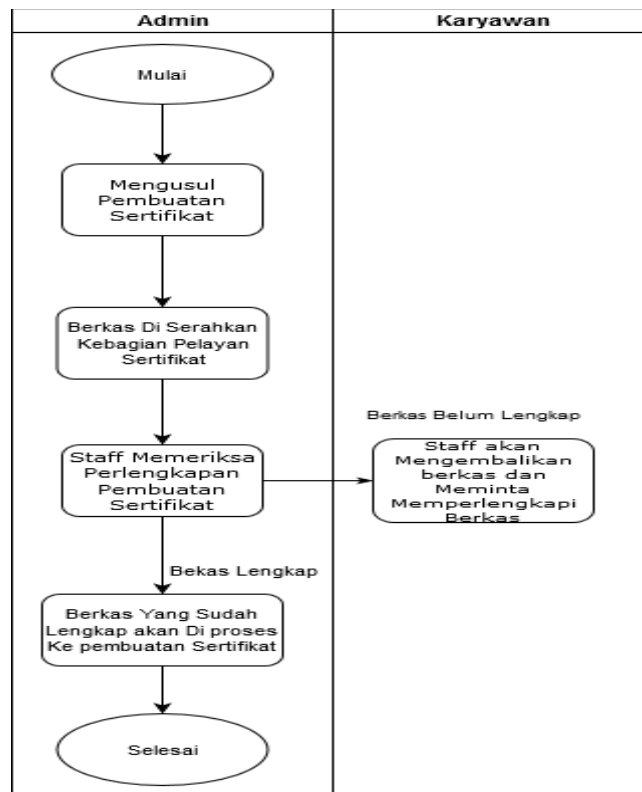 Admin
Karyawan
Mulai
Mengusul
Pembuatan
Sertifikat
Berkas Di Serahkan
Kebagian Pelayan
Sertifikat
Staff Memeriksa
Perlengkapan
Pembuatan
Sertifikat
Berkas Belum Lengkap
Staff akan
Mengembalikan
berkas dan
Meminta
Memperlengkapi
Berkas
Bekas Lengkap
Berkas Yang Sudah
Lengkap akan Di proses
Ke pembuatan Sertifikat
Selesai